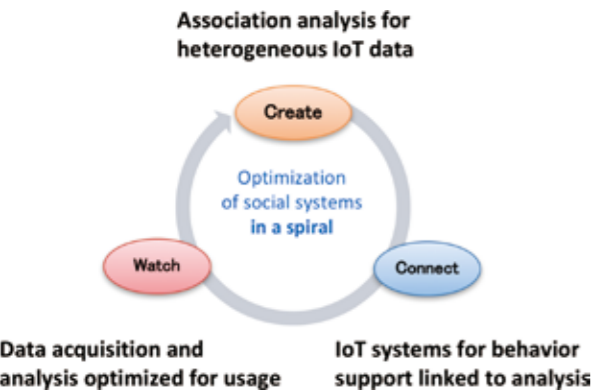 Association analysis for
heterogeneous IoT data
Create
Optimization
of social systems
in a spiral
Watch
Connect
Data acquisition and
analysis optimized for usage
IoT systems for behavior
support linked to analysis